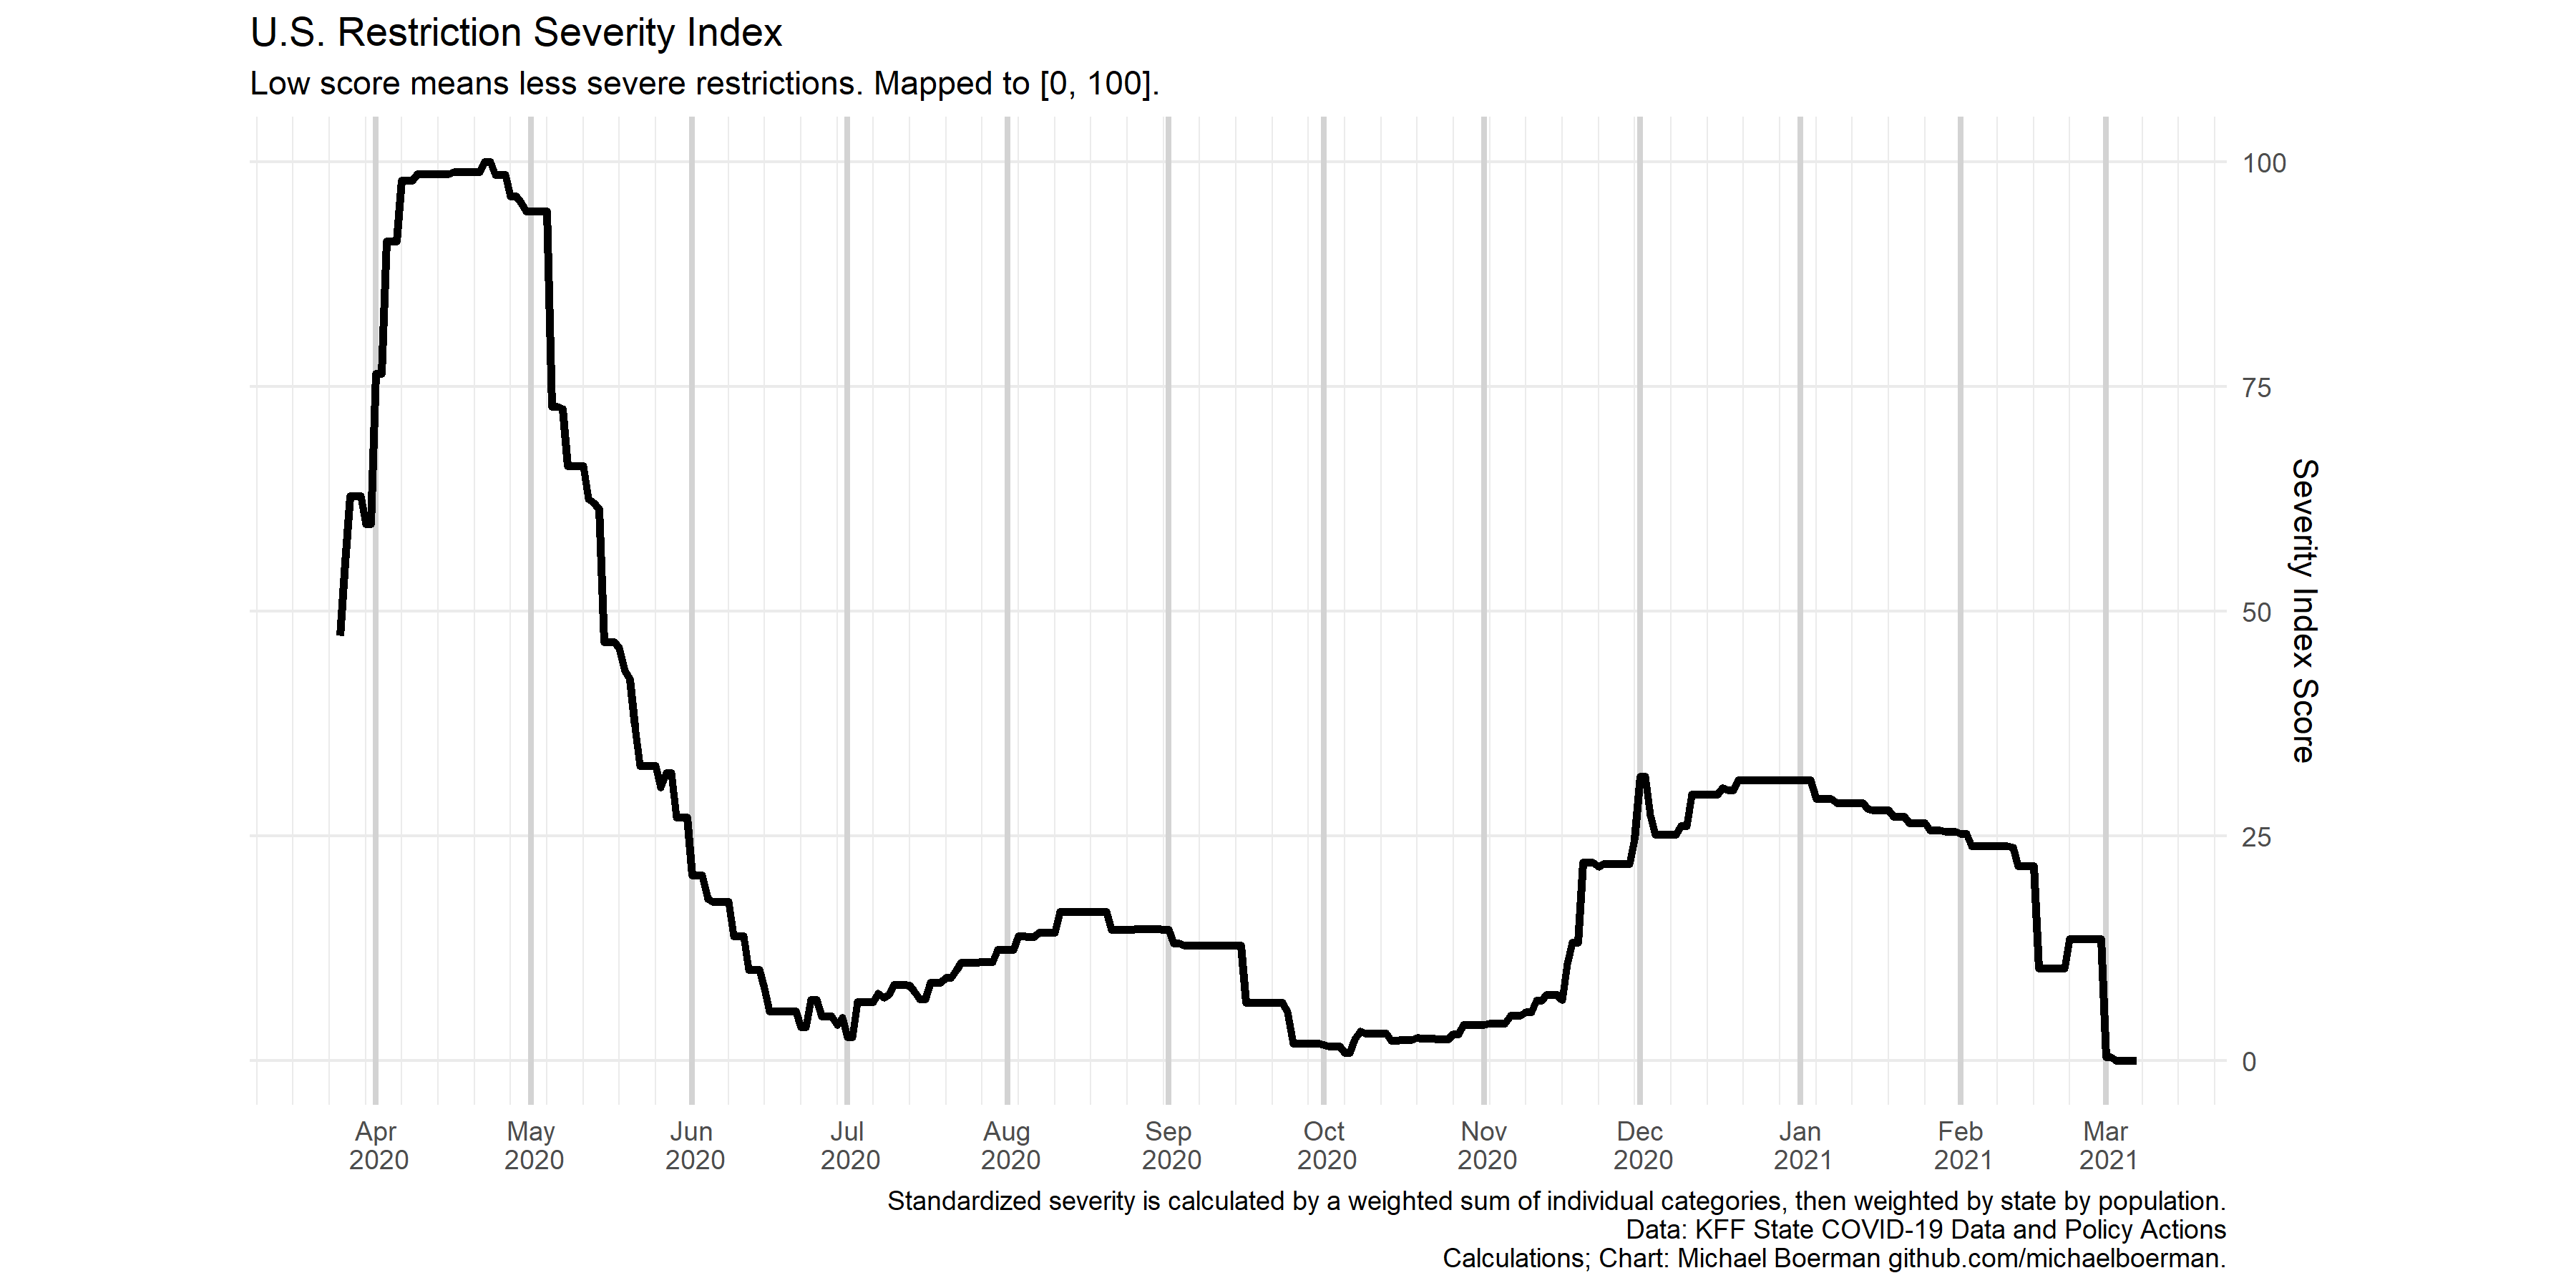 U.S. Restriction Severity Index
Low score means less severe restrictions. Mapped to [0, 100].
100
75
50
25
0
Severity Index Score
Apr May Jun Jul Aug Sep Oct Nov Dec Jan Feb Mar
2020 2020 2020 2020 2020 2020 2020 2020 2020 2021 2021 2021
Standardized severity is calculated by a weighted sum of individual categories, then weighted by state by population.
Data: KFF State COVID-19 Data and Policy Actions
Calculations; Chart: Michael Boerman github.com/michaelboerman.